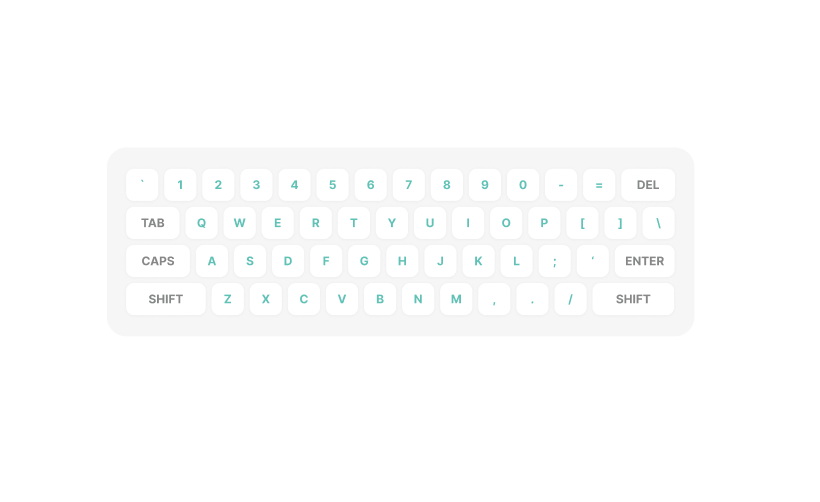 ` 1 2 3 4 5 6 7 8 9 0 - = DEL
TAB Q W E R T Y U I O P [ ] \
CAPS A S D F G H J K L ; ' ENTER
SHIFT Z X C V B N M , . / SHIFT